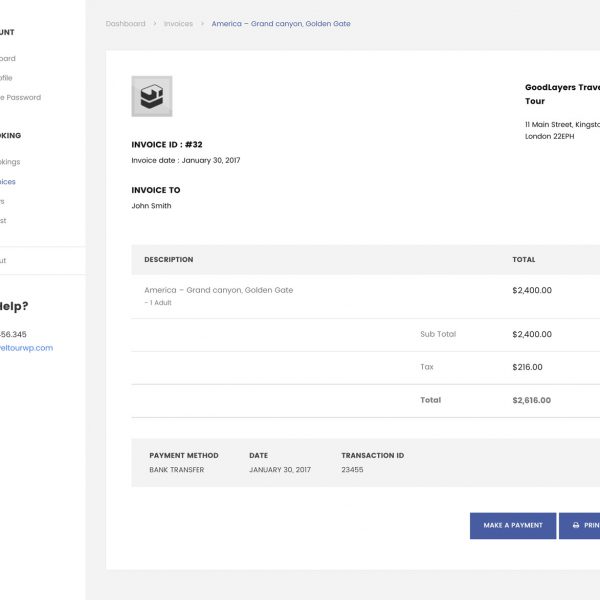 Dashboard > Invoices > America – Grand canyon, Golden Gate
UNT
oard
ofile
e Password
OKING
okings
oices
s
st
ut
Help?
456.345
veltourwp.com
GoodLayers Trave
Tour
11 Main Street, Kingsto
London 22EPH
INVOICE ID : #32
Invoice date : January 30, 2017
INVOICE TO
John Smith
DESCRIPTION TOTAL
America – Grand canyon, Golden Gate $2,400.00
- 1 Adult
Sub Total $2,400.00
Tax $216.00
Total $2,616.00
PAYMENT METHOD DATE TRANSACTION ID
BANK TRANSFER JANUARY 30, 2017 23455
MAKE A PAYMENT PRIN